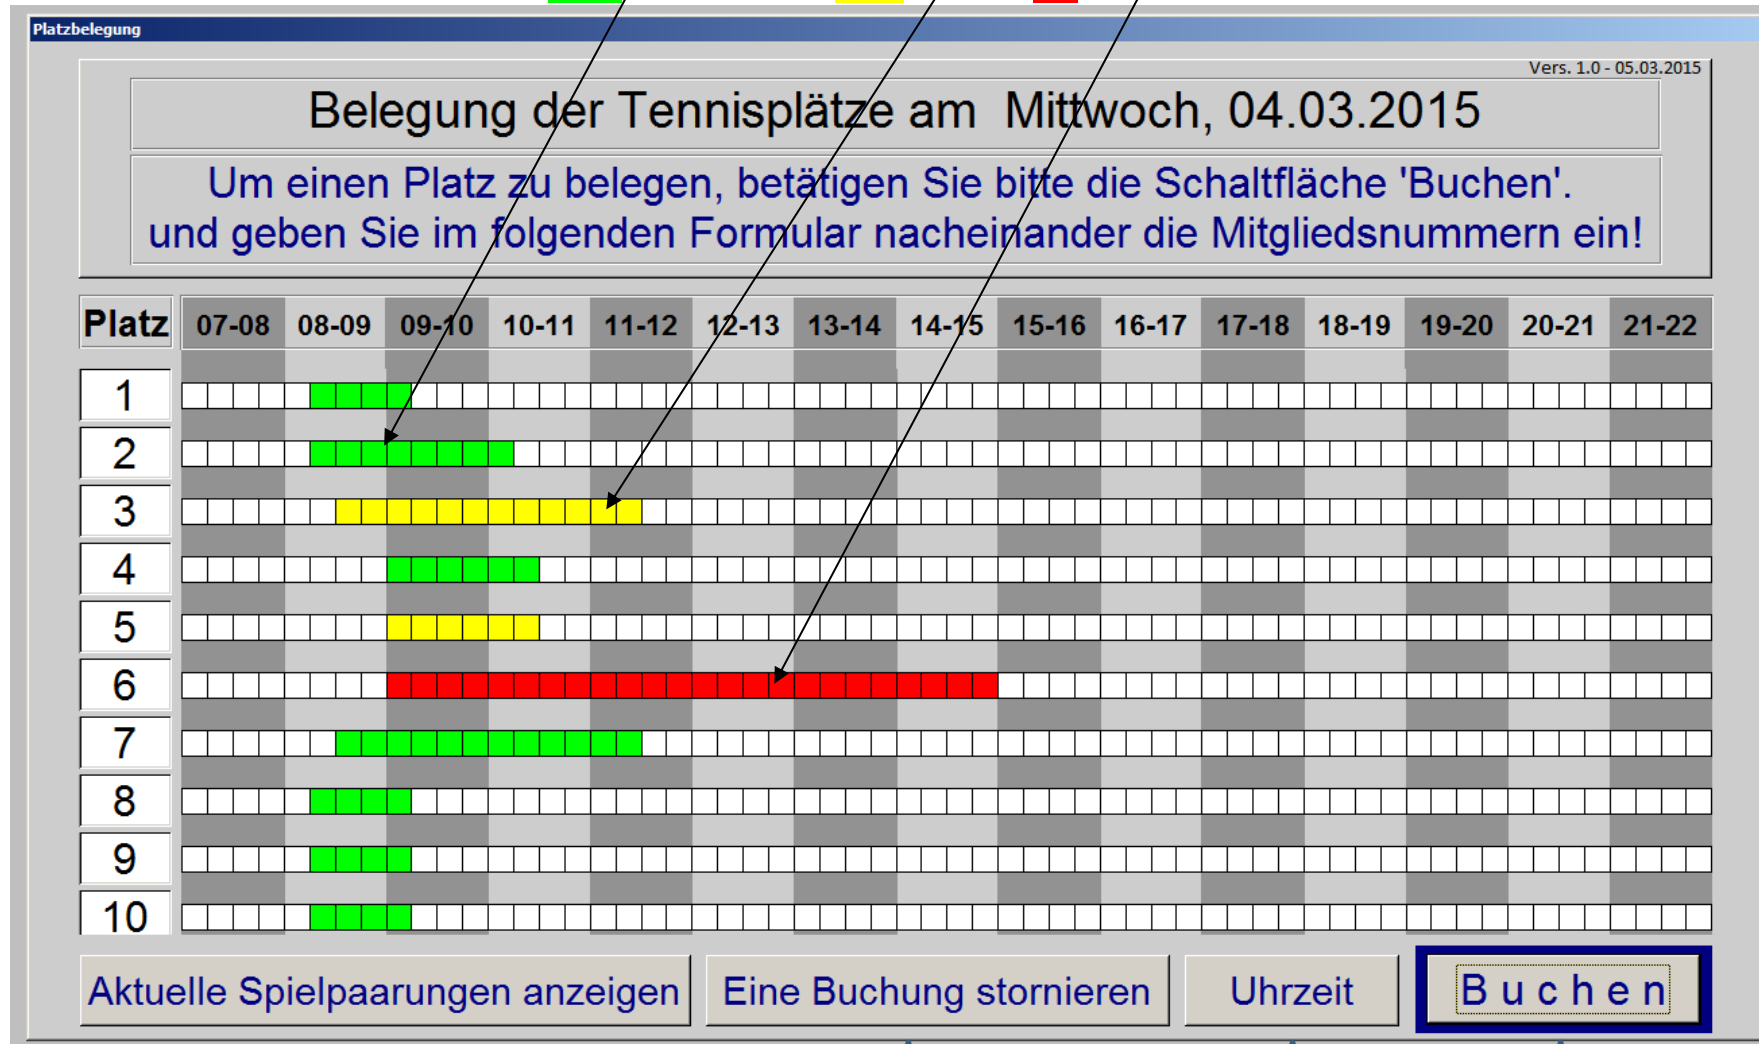 Platzbelegung
Vers. 1.0 - 05.03.2015
Belegung der Tennisplätze am Mittwoch, 04.03.2015
Um einen Platz zu belegen, betätigen Sie bitte die Schaltfläche 'Buchen'.
und geben Sie im folgenden Formular nacheinander die Mitgliedsnummern ein!
Platz 07-08 08-09 09-10 10-11 11-12 12-13 13-14 14-15 15-16 16-17 17-18 18-19 19-20 20-21 21-22
1
2
3
4
5
6
7
8
9
10
Aktuelle Spielpaarungen anzeigen Eine Buchung stornieren Uhrzeit B u c h e n